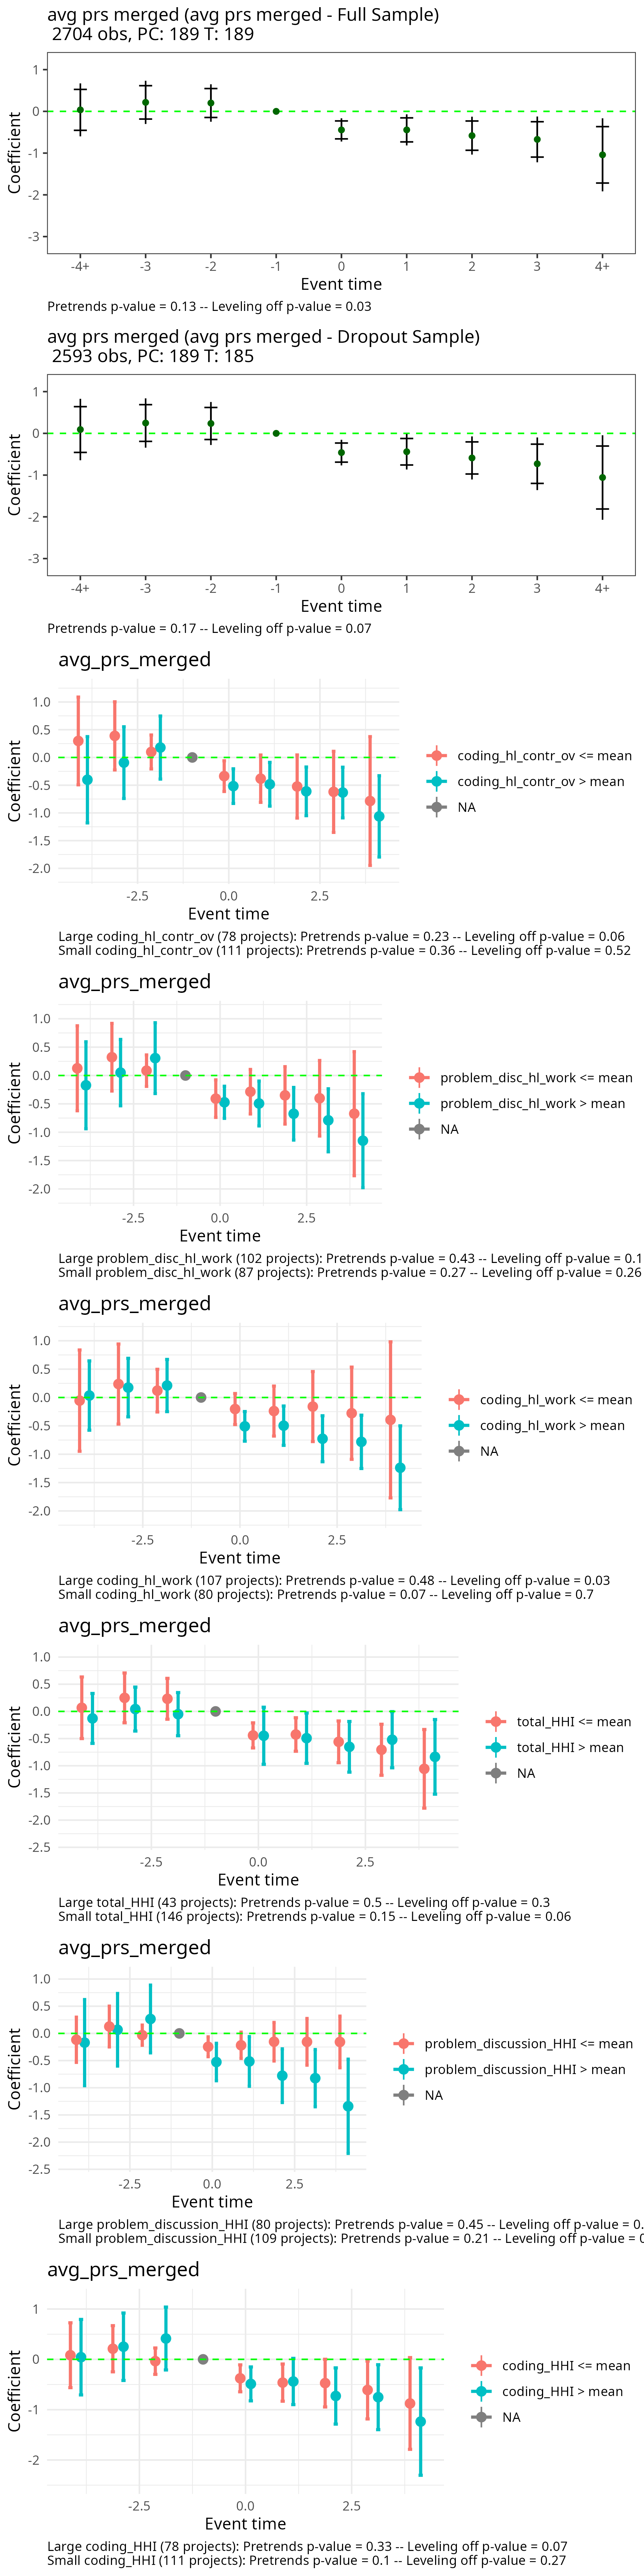 avg prs merged (avg prs merged - Full Sample)
2704 obs, PC: 189 T: 189
1
0
-1
-2
-3
Coefficient
-4+ -3 -2 -1 0 1 2 3 4+
Event time
Pretrends p-value = 0.13 -- Leveling off p-value = 0.03
avg prs merged (avg prs merged - Dropout Sample)
2593 obs, PC: 189 T: 185
1
0
-1
-2
-3
Coefficient
-4+ -3 -2 -1 0 1 2 3 4+
Event time
Pretrends p-value = 0.17 -- Leveling off p-value = 0.07
avg_prs_merged
1.0
0.5
0.0
-0.5
-1.0
-1.5
-2.0
Coefficient
-2.5 0.0 2.5
Event time
coding_hl_contr_ov <= mean
coding_hl_contr_ov > mean
NA
Large coding_hl_contr_ov (78 projects): Pretrends p-value = 0.23 -- Leveling off p-value = 0.06
Small coding_hl_contr_ov (111 projects): Pretrends p-value = 0.36 -- Leveling off p-value = 0.52
avg_prs_merged
1.0
0.5
0.0
-0.5
-1.0
-1.5
-2.0
Coefficient
-2.5 0.0 2.5
Event time
problem_disc_hl_work <= mean
problem_disc_hl_work > mean
NA
Large problem_disc_hl_work (102 projects): Pretrends p-value = 0.43 -- Leveling off p-value = 0.1
Small problem_disc_hl_work (87 projects): Pretrends p-value = 0.27 -- Leveling off p-value = 0.26
avg_prs_merged
1.0
0.5
0.0
-0.5
-1.0
-1.5
-2.0
Coefficient
-2.5 0.0 2.5
Event time
coding_hl_work <= mean
coding_hl_work > mean
NA
Large coding_hl_work (107 projects): Pretrends p-value = 0.48 -- Leveling off p-value = 0.03
Small coding_hl_work (80 projects): Pretrends p-value = 0.07 -- Leveling off p-value = 0.7
avg_prs_merged
1.0
0.5
0.0
-0.5
-1.0
-1.5
-2.0
-2.5
Coefficient
-2.5 0.0 2.5
Event time
total_HHI <= mean
total_HHI > mean
NA
Large total_HHI (43 projects): Pretrends p-value = 0.5 -- Leveling off p-value = 0.3
Small total_HHI (146 projects): Pretrends p-value = 0.15 -- Leveling off p-value = 0.06
avg_prs_merged
1.0
0.5
0.0
-0.5
-1.0
-1.5
-2.0
-2.5
Coefficient
-2.5 0.0 2.5
Event time
problem_discussion_HHI <= mean
problem_discussion_HHI > mean
NA
Large problem_discussion_HHI (80 projects): Pretrends p-value = 0.45 -- Leveling off p-value = 0.
Small problem_discussion_HHI (109 projects): Pretrends p-value = 0.21 -- Leveling off p-value =
avg_prs_merged
1
0
-1
-2
Coefficient
-2.5 0.0 2.5
Event time
coding_HHI <= mean
coding_HHI > mean
NA
Large coding_HHI (78 projects): Pretrends p-value = 0.33 -- Leveling off p-value = 0.07
Small coding_HHI (111 projects): Pretrends p-value = 0.1 -- Leveling off p-value = 0.27